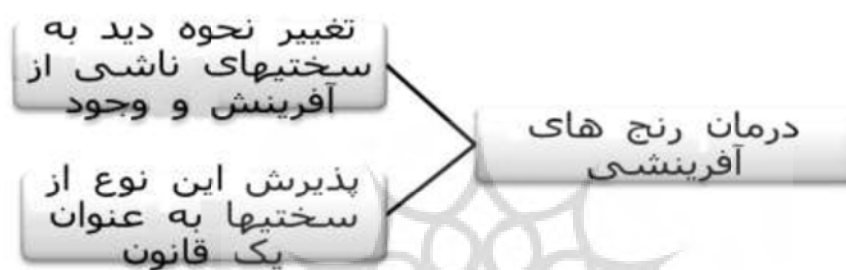 درمان رنج های
آفرینشی
تغییر نحوه دید به
سختیهای ناشی از
آفرینش و وجود
پذیرش این نوع از
سختیها به عنوان
یک قانون